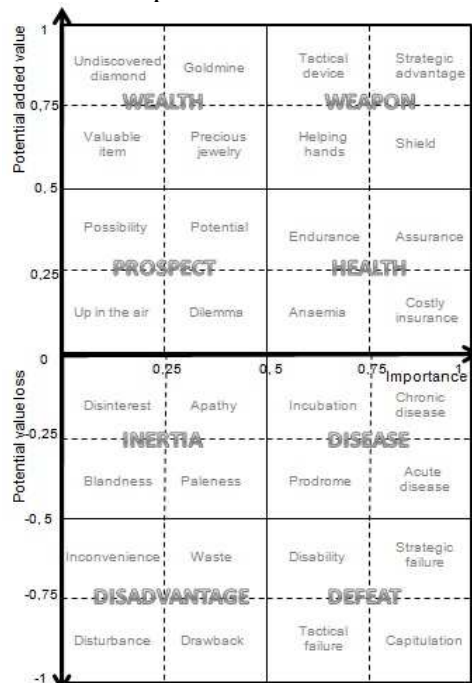 Potential added value
1
Undiscovered diamond
Goldmine
Tactical device
Strategic advantage
0,75
WEALTH
WEAPON
Valuable item
Precious jewelry
Helping hands
Shield
0, 5
Possibility
Potential
Endurance
Assurance
0,25
PROSPECT
HEALTH
Up in the air
Dilemma
Anaemia
Costly insurance
0
0,25
0, 5
0,75
1
Importance
Potential value loss
Disinterest
Apathy
Incubation
Chronic disease
-0,25
INERTIA
DISEASE
Blandness
Paleness
Prodrome
Acute disease
-0, 5
Inconvenience
Waste
Disability
Strategic failure
-0,75
DISADVANTAGE
DEFEAT
Disturbance
Drawback
Tactical failure
Capitulation
-1